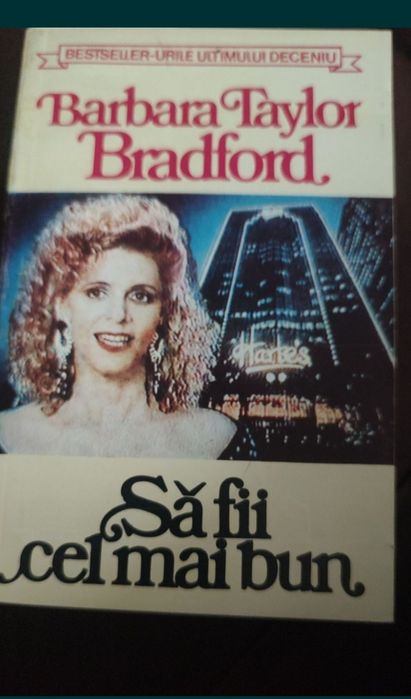 BESTSELLER-URILE ULTIMULUI DECENIU
Barbara Taylor
Bradford
Harte's
Să fii
cel mai bun